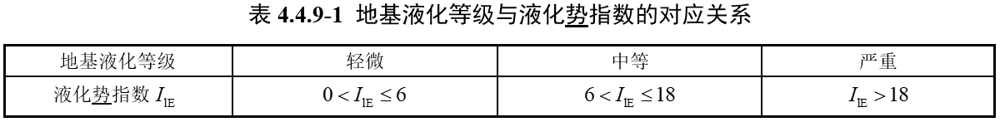 表 4.4.9-1 地基液化等级与液化势指数的对应关系
地基液化等级 轻微 中等 严重
液化势指数 IlE 0 < IlE ≤ 6 6 < IlE ≤ 18 IlE > 18